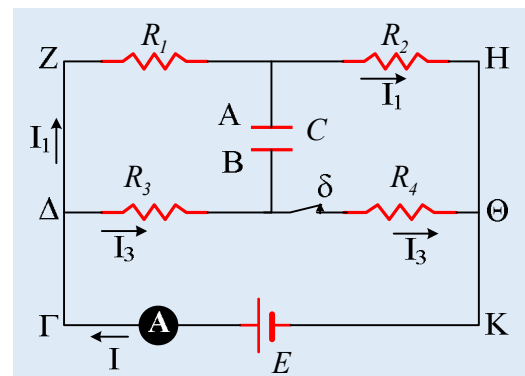 Z R1 R2 H
I1
I1 A C
B
R3 δ R4
Δ Θ
I3 I3
Γ A K
I E